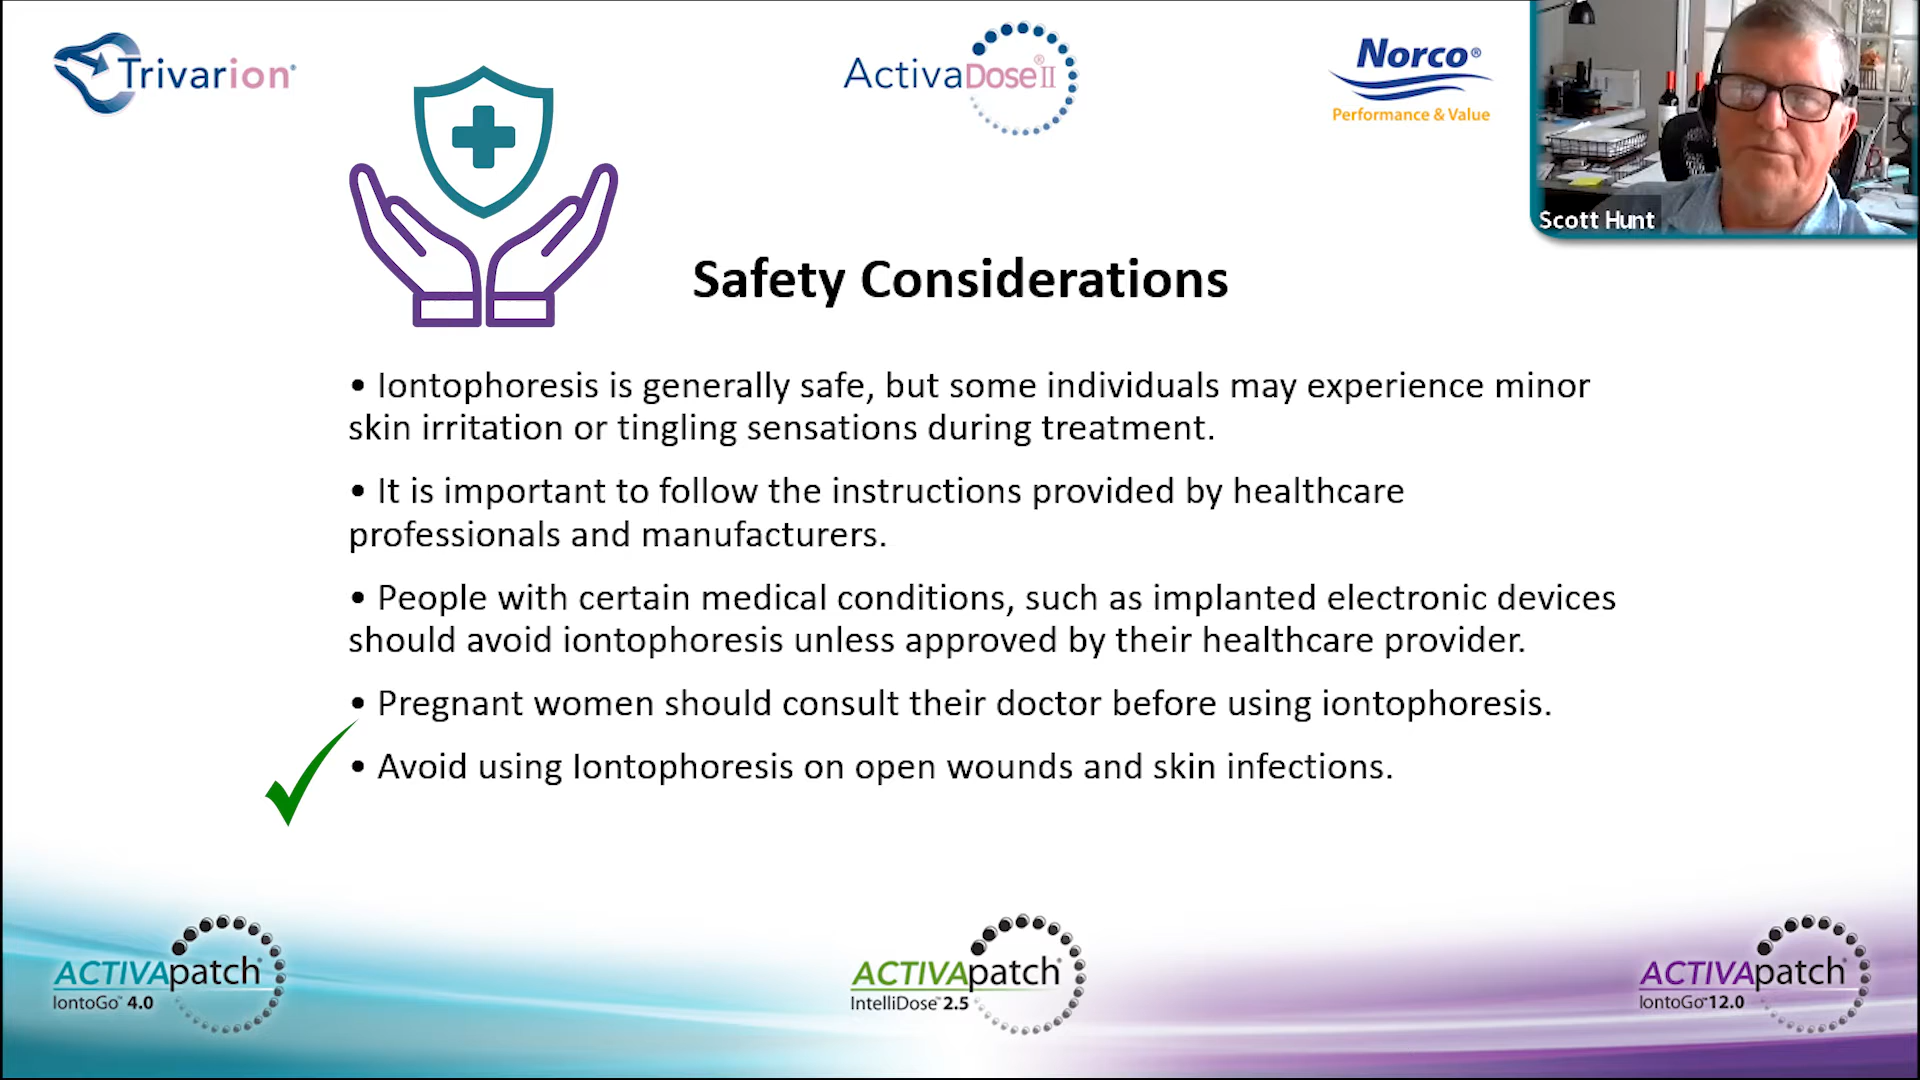 Trivarion®
ActivaDose® II
Norco®
Performance & Value
Scott Hunt
Safety Considerations
• Iontophoresis is generally safe, but some individuals may experience minor
skin irritation or tingling sensations during treatment.
• It is important to follow the instructions provided by healthcare
professionals and manufacturers.
• People with certain medical conditions, such as implanted electronic devices
should avoid iontophoresis unless approved by their healthcare provider.
• Pregnant women should consult their doctor before using iontophoresis.
• Avoid using Iontophoresis on open wounds and skin infections.
ACTIVApatch®
IontoGo™ 4.0
ACTIVApatch®
IntelliDose™ 2.5
ACTIVApatch®
IontoGo™ 12.0